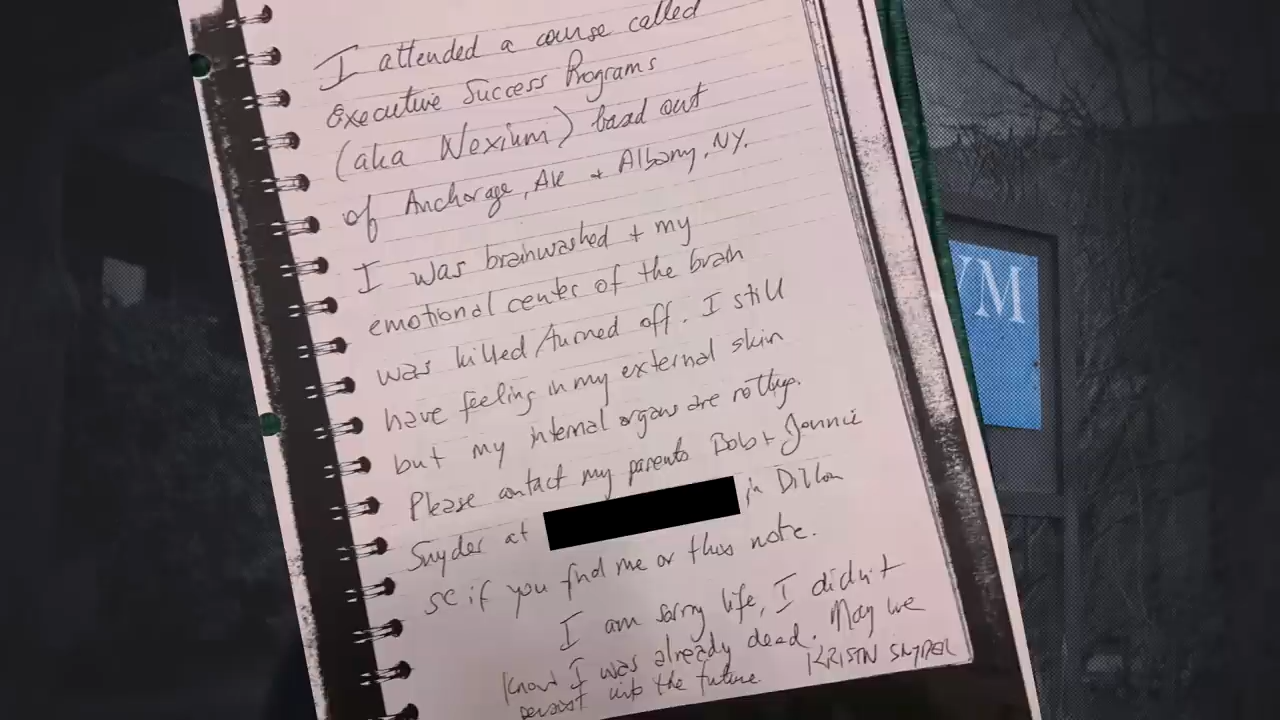 I attended a course called
Executive Success Programs
(aka Nexium) based out
of Anchorage, AK + Albany, NY.
I was brainwashed + my
emotional center of the brain
was killed/turned off. I still
have feeling in my external skin
but my internal organs are rotting.
Please contact my parents Bob + Jonnie
Snyder at in Dillon
SC if you find me or this note.
I am sorry life, I didn't
know I was already dead. May we
persist into the future.
KRISTIN SNYDER
VM